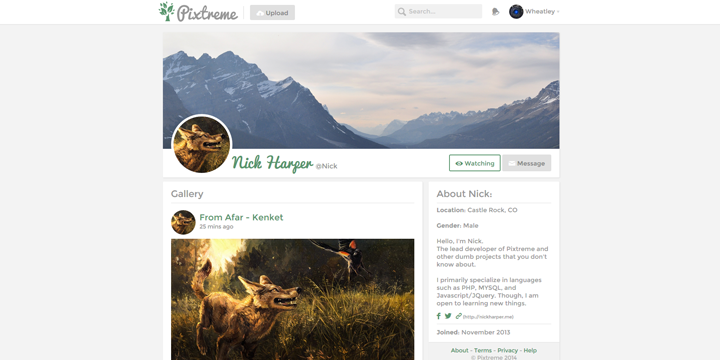 Pixtreme
Upload
Search...
Wheatley
Nick Harper @Nick
Watching
Message
Gallery
From Afar - Kenket
25 mins ago
About Nick:
Location: Castle Rock, CO
Gender: Male
Hello, I'm Nick.
The lead developer of Pixtreme and
other dumb projects that you don't
know about.
I primarily specialize in languages
such as PHP, MYSQL, and
Javascript/JQuery. Though, I am
open to learning new things.
(http://nickharper.me)
Joined: November 2013
About - Terms - Privacy - Help
© Pixtreme 2014